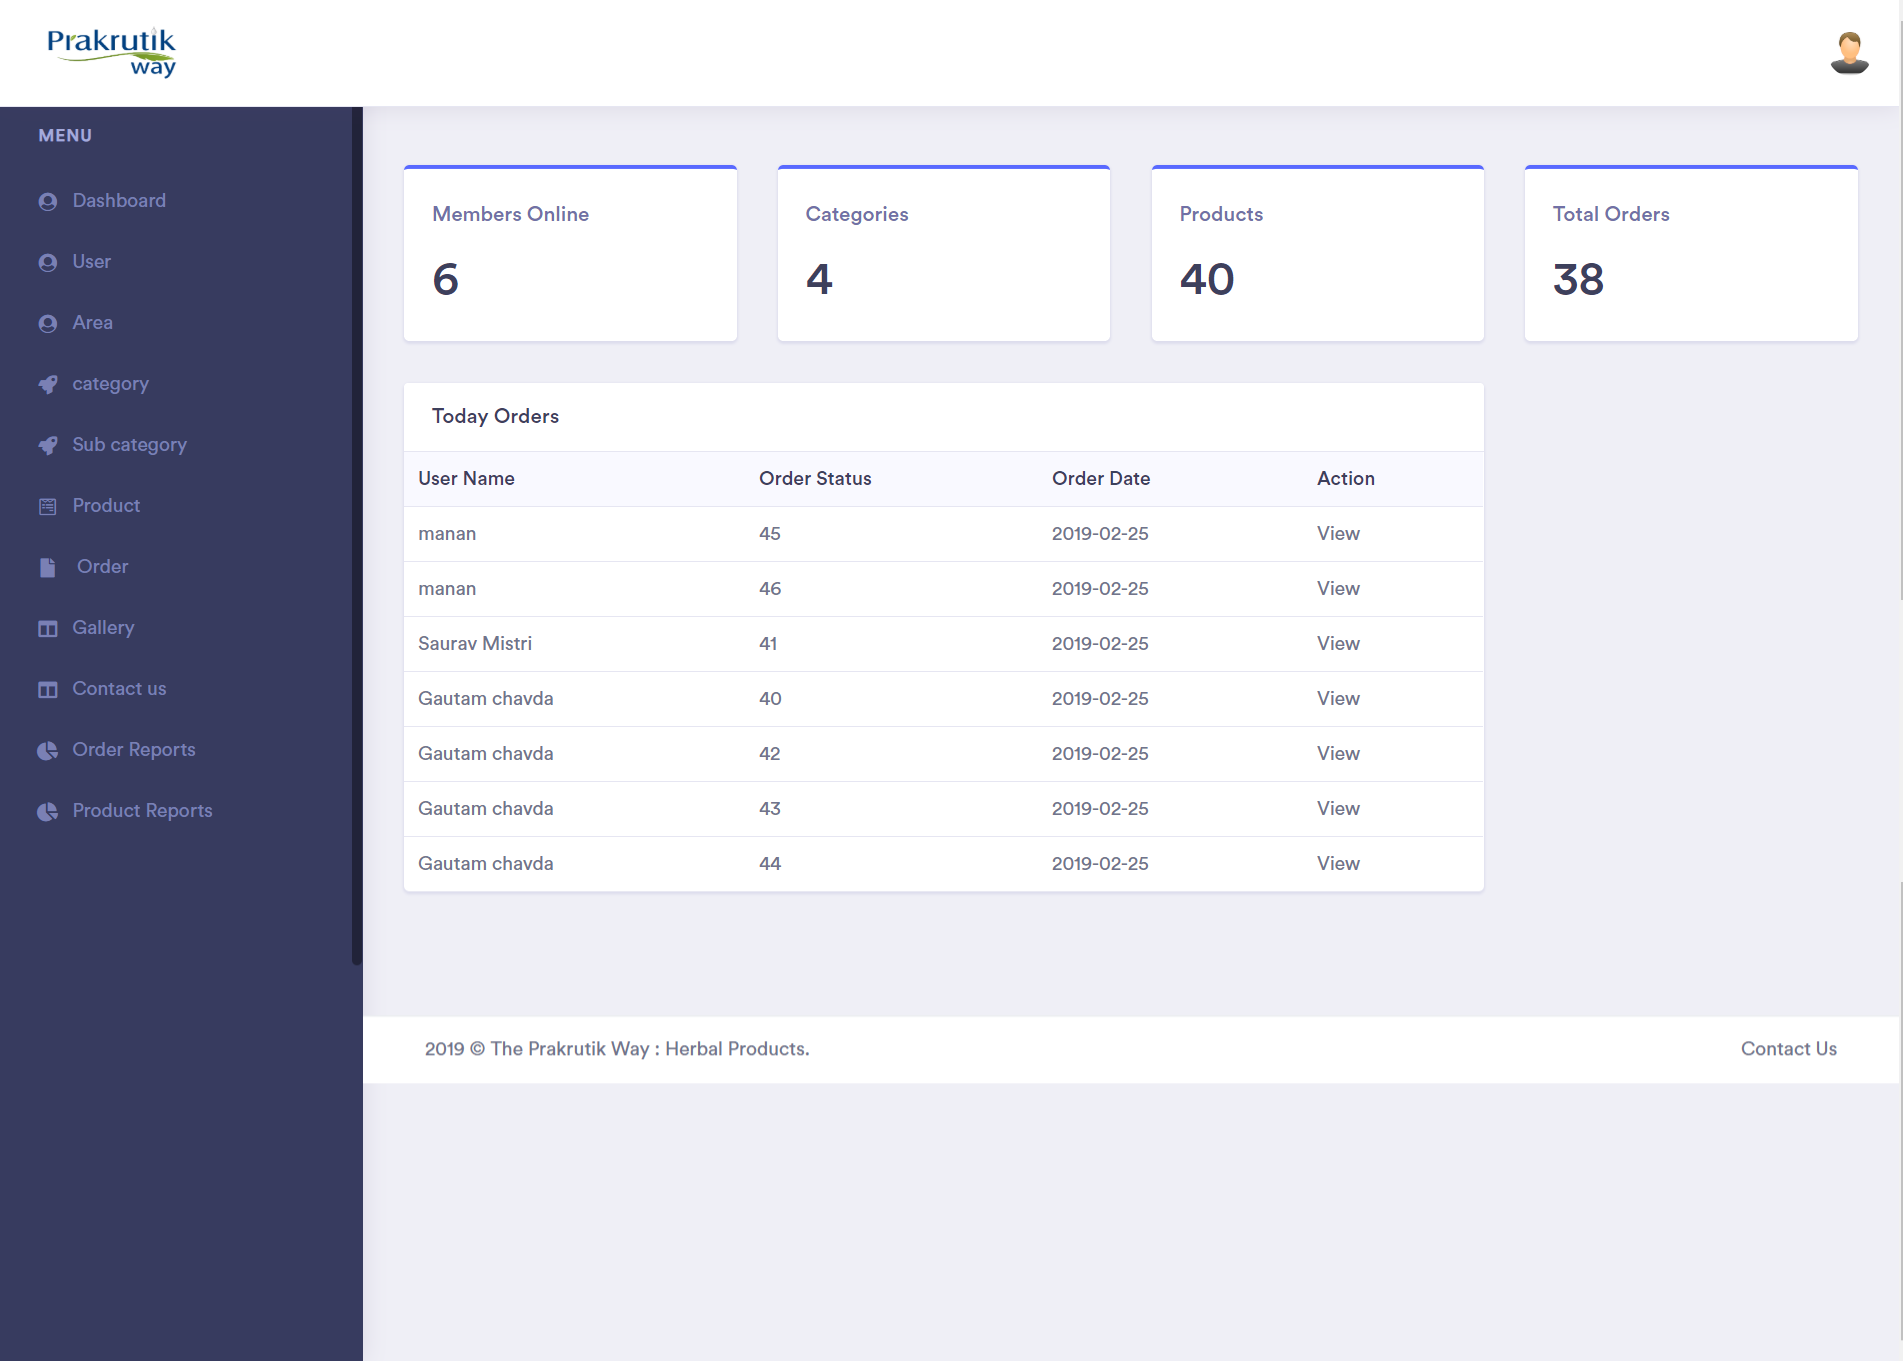 Prakrutik
way
MENU
Dashboard
User
Area
category
Sub category
Product
Order
Gallery
Contact us
Order Reports
Product Reports
Members Online
6
Categories
4
Products
40
Total Orders
38
Today Orders
User Name Order Status Order Date Action
manan 45 2019-02-25 View
manan 46 2019-02-25 View
Saurav Mistri 41 2019-02-25 View
Gautam chavda 40 2019-02-25 View
Gautam chavda 42 2019-02-25 View
Gautam chavda 43 2019-02-25 View
Gautam chavda 44 2019-02-25 View
2019 © The Prakrutik Way : Herbal Products. Contact Us